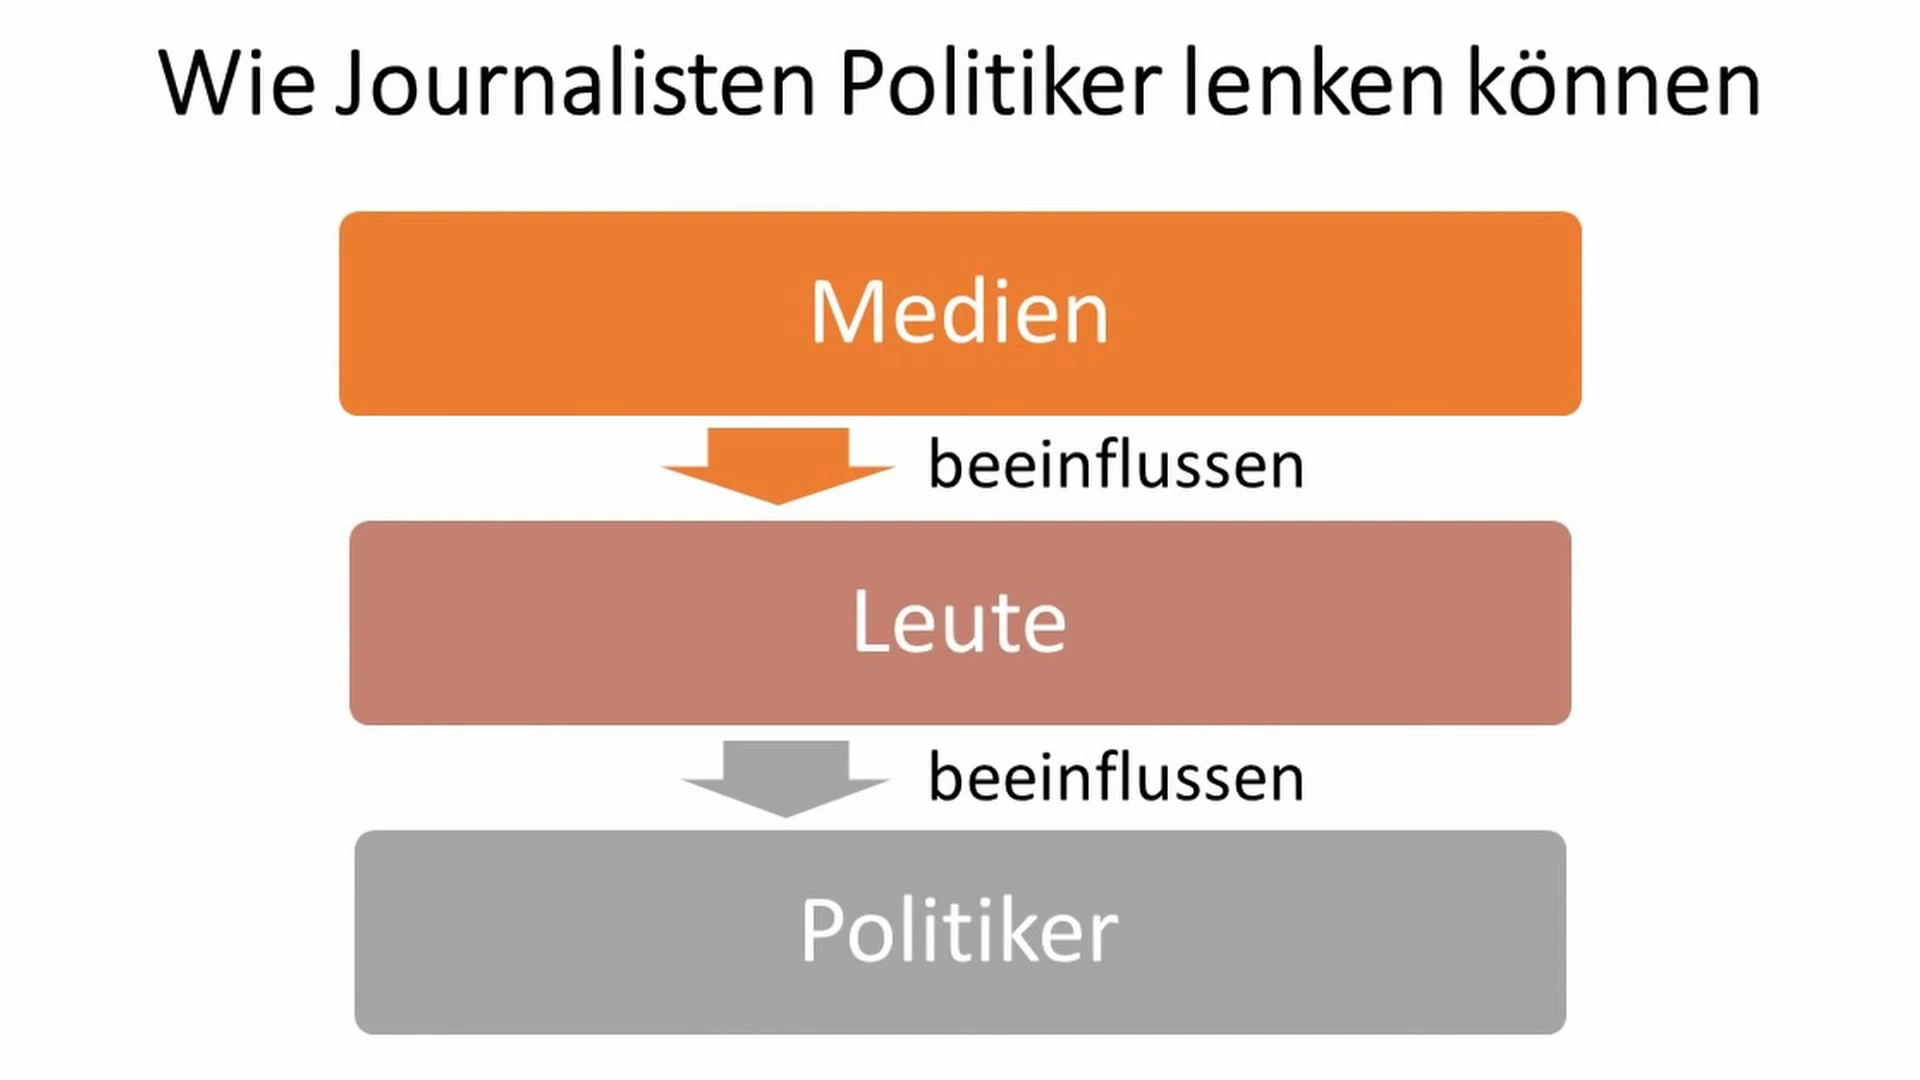 Wie Journalisten Politiker lenken können
Medien
beeinflussen
Leute
beeinflussen
Politiker